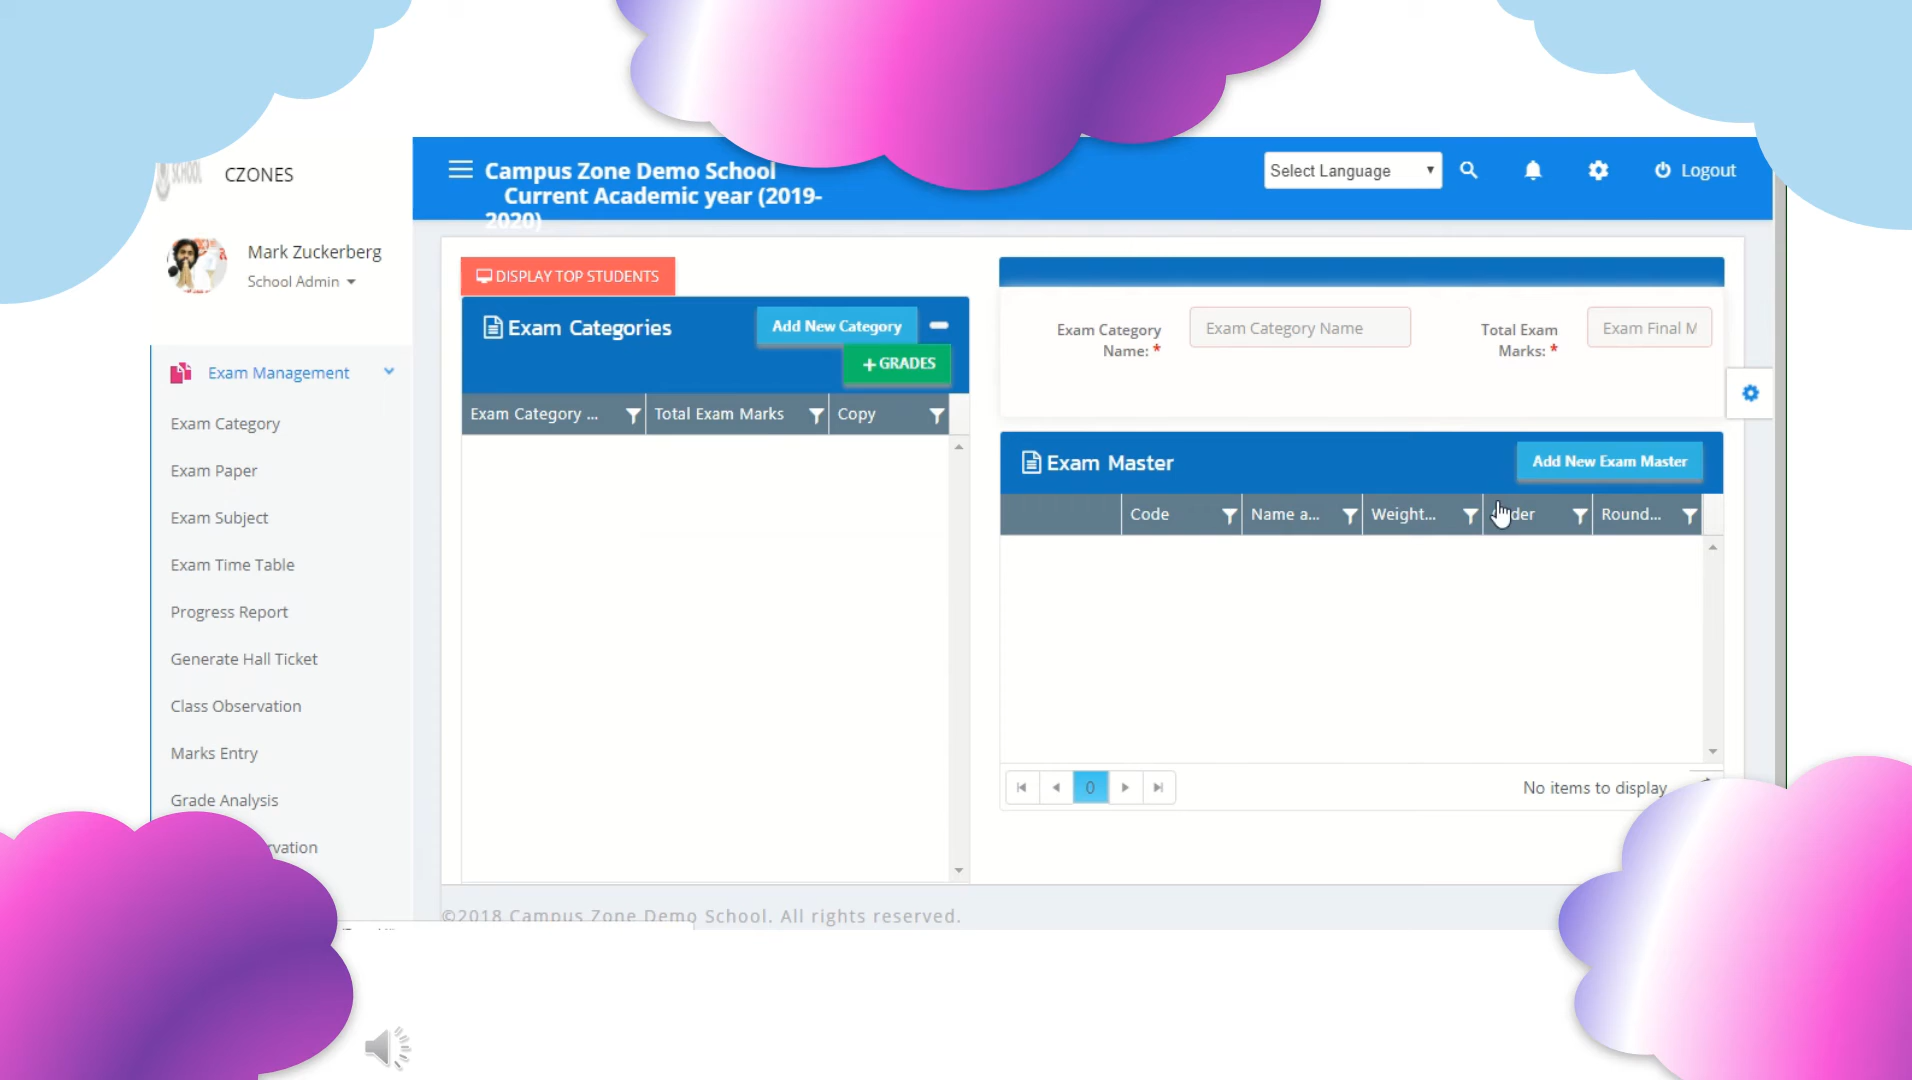 SCHOOL
CZONES
Campus Zone Demo School
Current Academic year (2019-
2020)
Select Language
Logout
Mark Zuckerberg
School Admin
Exam Management
Exam Category
Exam Paper
Exam Subject
Exam Time Table
Progress Report
Generate Hall Ticket
Class Observation
Marks Entry
Grade Analysis
DISPLAY TOP STUDENTS
Exam Categories
Add New Category
+ GRADES
Exam Category ...
Total Exam Marks
Copy
Exam Category
Name: *
Exam Category Name
Total Exam
Marks: *
Exam Final M
Exam Master
Add New Exam Master
Code
Name a...
Weight...
Round...
0
No items to display
©2018 Campus Zone Demo School. All rights reserved.